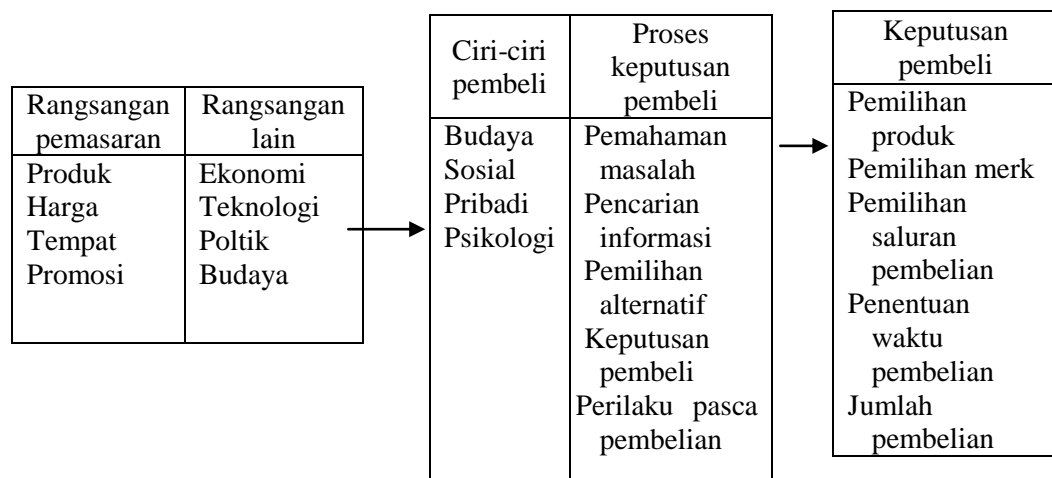 Rangsangan
pemasaran
Rangsangan
lain
Produk
Harga
Tempat
Promosi
Ekonomi
Teknologi
Poltik
Budaya
Ciri-ciri
pembeli
Proses
keputusan
pembeli
Budaya
Sosial
Pribadi
Psikologi
Pemahaman
masalah
Pencarian
informasi
Pemilihan
alternatif
Keputusan
pembeli
Perilaku pasca
pembelian
Keputusan
pembeli
Pemilihan
produk
Pemilihan merk
Pemilihan
saluran
pembelian
Penentuan
waktu
pembelian
Jumlah
pembelian